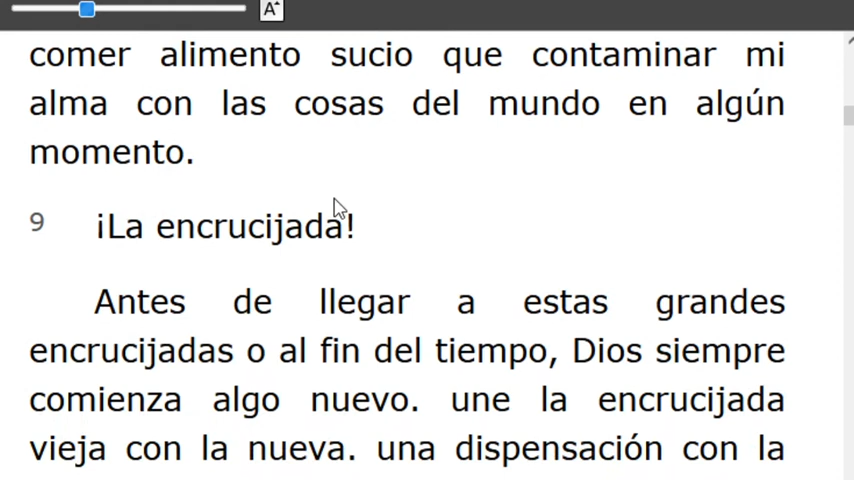 A
comer alimento sucio que contaminar mi
alma con las cosas del mundo en algún
momento.
9 ¡La encrucijada!
Antes de llegar a estas grandes
encrucijadas o al fin del tiempo, Dios siempre
comienza algo nuevo. une la encrucijada
vieja con la nueva. una dispensación con la